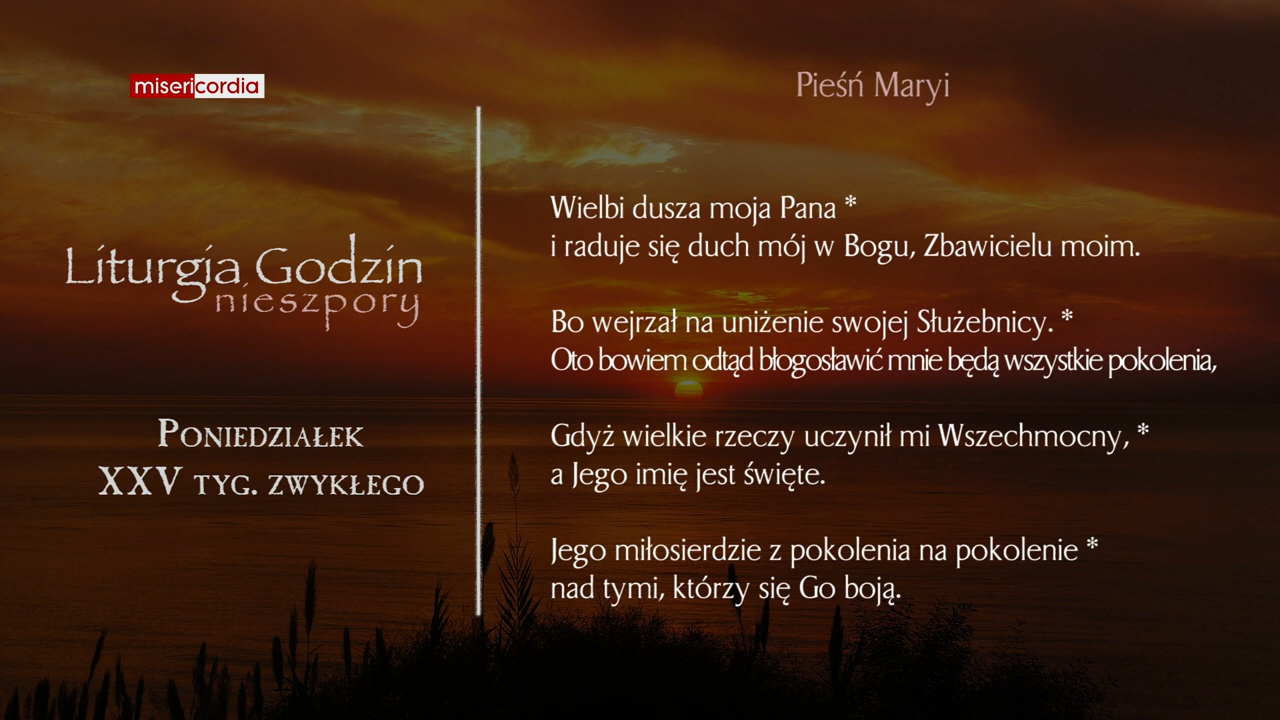 misericordia
Liturgia Godzin
nieszpory
Poniedziałek
XXV tyg. zwykłego
Pieśń Maryi
Wielbi dusza moja Pana *
i raduje się duch mój w Bogu, Zbawicielu moim.
Bo wejrzał na uniżenie swojej Służebnicy. *
Oto bowiem odtąd błogosławić mnie będą wszystkie pokolenia,
Gdyż wielkie rzeczy uczynił mi Wszechmocny, *
a Jego imię jest święte.
Jego miłosierdzie z pokolenia na pokolenie *
nad tymi, którzy się Go boją.